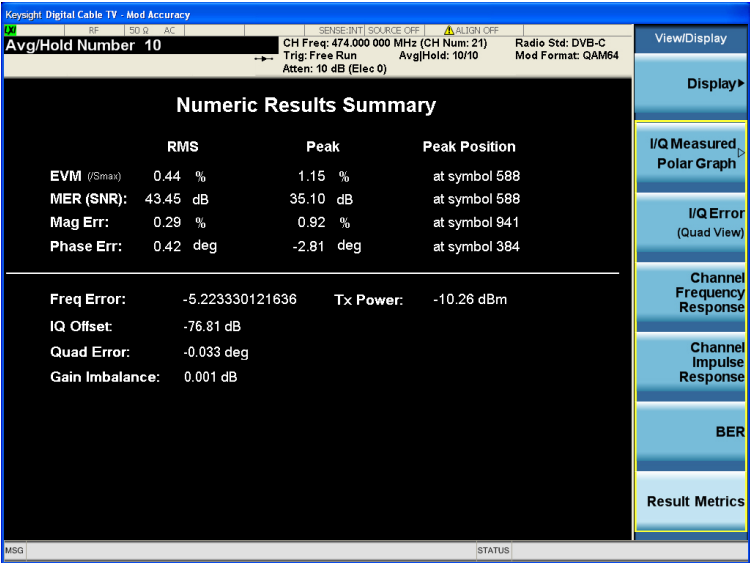 Keysight Digital Cable TV - Mod Accuracy
LXI RF 50 Ω AC SENSE:INT SOURCE OFF ALIGN OFF
Avg/Hold Number 10
CH Freq: 474.000 000 MHz (CH Num: 21) Radio Std: DVB-C
Trig: Free Run Avg|Hold: 10/10 Mod Format: QAM64
Atten: 10 dB (Elec 0)
Numeric Results Summary
RMS Peak Peak Position
EVM (/Smax) 0.44 % 1.15 % at symbol 588
MER (SNR): 43.45 dB 35.10 dB at symbol 588
Mag Err: 0.29 % 0.92 % at symbol 941
Phase Err: 0.42 deg -2.81 deg at symbol 384
Freq Error: -5.223330121636 Tx Power: -10.26 dBm
IQ Offset: -76.81 dB
Quad Error: -0.033 deg
Gain Imbalance: 0.001 dB
View/Display
Display
I/Q Measured
Polar Graph
I/Q Error
(Quad View)
Channel
Frequency
Response
Channel
Impulse
Response
BER
Result Metrics
MSG STATUS